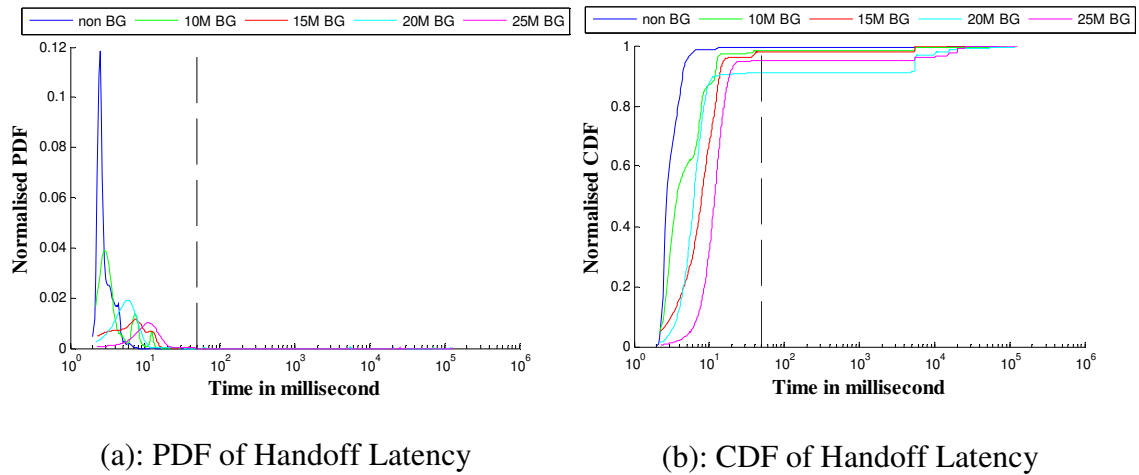 non BG 10M BG 15M BG 20M BG 25M BG
0.12
0.1
0.08
0.06
0.04
0.02
0
Normalised PDF
10^0 10^1 10^2 10^3 10^4 10^5 10^6
Time in millisecond
(a): PDF of Handoff Latency
non BG 10M BG 15M BG 20M BG 25M BG
1
0.8
0.6
0.4
0.2
0
Normalised CDF
10^0 10^1 10^2 10^3 10^4 10^5 10^6
Time in millisecond
(b): CDF of Handoff Latency